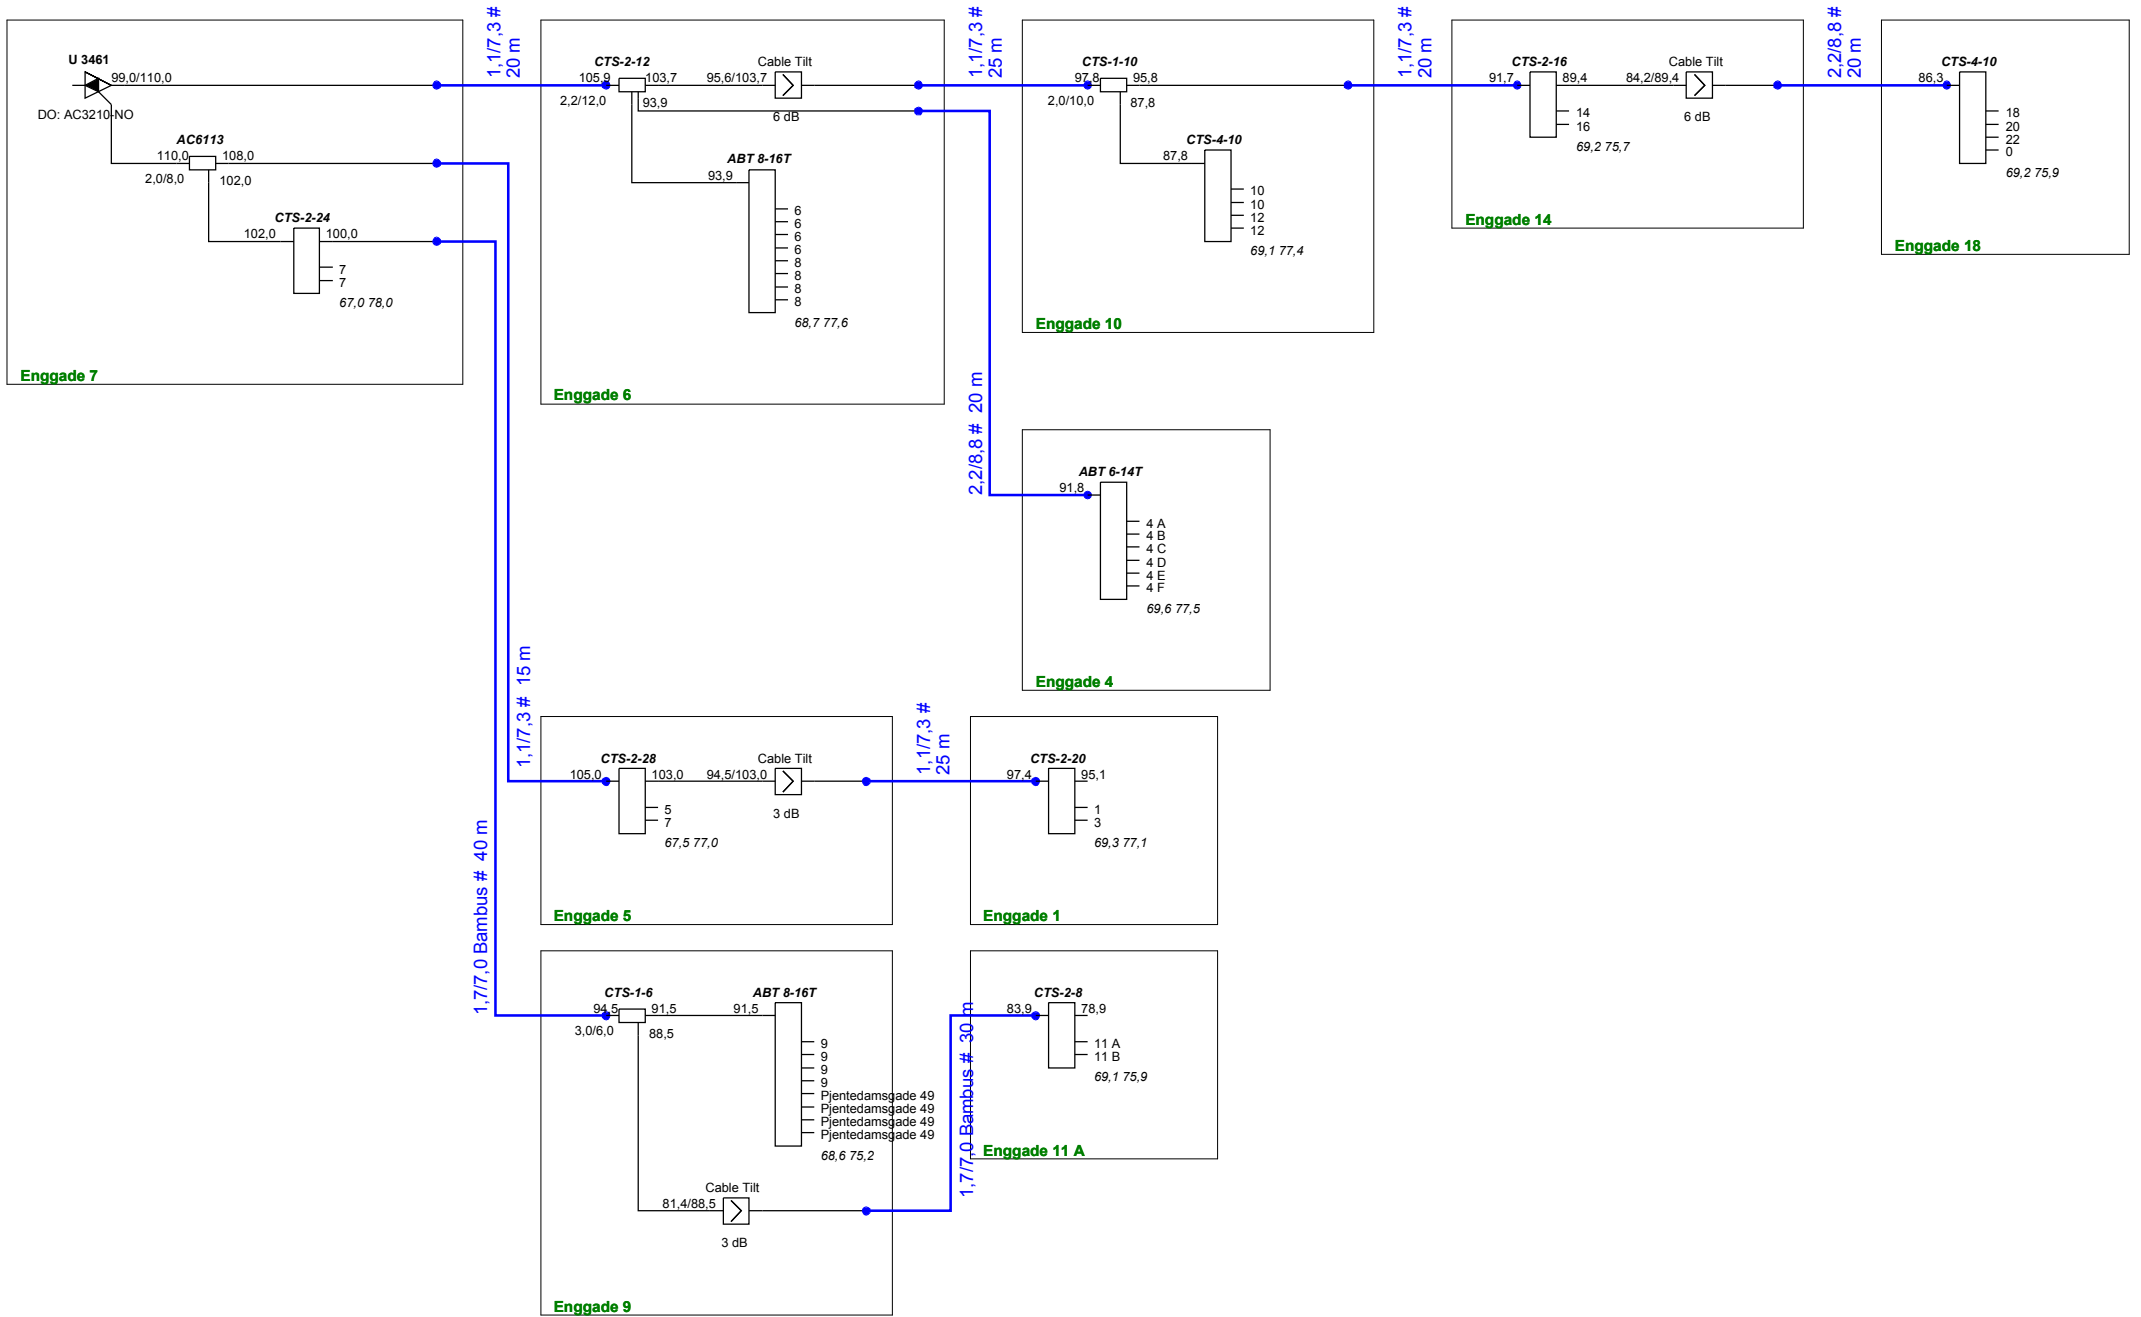 U 3461
99,0/110,0
DO: AC3210-NO
AC6113
110,0
108,0
2,0/8,0
102,0
CTS-2-24
102,0
100,0
7
7
67,0 78,0
Enggade 7
1,1/7,3 #
20 m
CTS-2-12
105,9
103,7
2,2/12,0
93,9
95,6/103,7
Cable Tilt
6 dB
ABT 8-16T
93,9
6
6
6
6
8
8
8
8
68,7 77,6
Enggade 6
1,1/7,3 #
25 m
CTS-1-10
97,8
95,8
2,0/10,0
87,8
CTS-4-10
87,8
10
10
12
12
69,1 77,4
Enggade 10
1,1/7,3 #
20 m
CTS-2-16
91,7
89,4
84,2/89,4
Cable Tilt
6 dB
14
16
69,2 75,7
Enggade 14
2,2/8,8 #
20 m
CTS-4-10
86,3
18
20
22
0
69,2 75,9
Enggade 18
2,2/8,8 # 20 m
ABT 6-14T
91,8
4 A
4 B
4 C
4 D
4 E
4 F
69,6 77,5
Enggade 4
1,1/7,3 # 15 m
CTS-2-28
105,0
103,0
94,5/103,0
Cable Tilt
3 dB
5
7
67,5 77,0
Enggade 5
1,1/7,3 #
25 m
CTS-2-20
97,4
95,1
1
3
69,3 77,1
Enggade 1
1,7/7,0 Bambus # 40 m
CTS-1-6
94,5
91,5
3,0/6,0
88,5
ABT 8-16T
91,5
9
9
9
9
Pjentedamsgade 49
Pjentedamsgade 49
Pjentedamsgade 49
Pjentedamsgade 49
68,6 75,2
Cable Tilt
81,4/88,5
3 dB
Enggade 9
1,7/7,0 Bambus # 30 m
CTS-2-8
83,9
78,9
11 A
11 B
69,1 75,9
Enggade 11 A